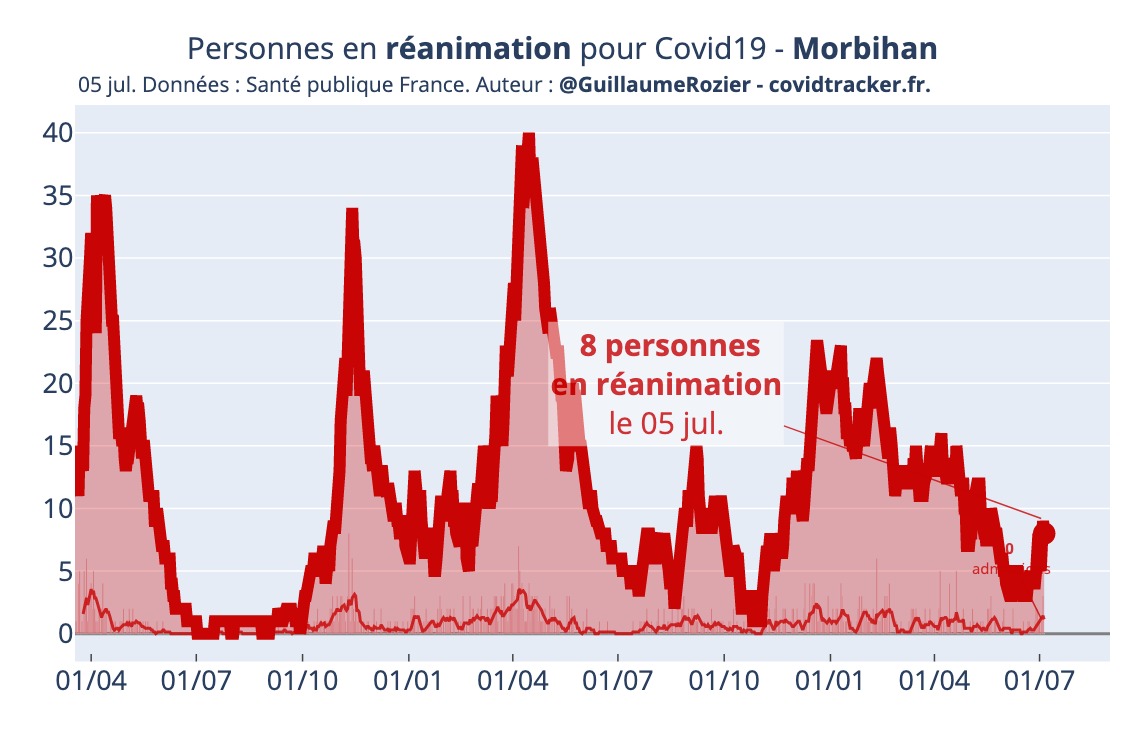 Personnes en réanimation pour Covid19 - Morbihan
05 jul. Données : Santé publique France. Auteur : @GuillaumeRozier - covidtracker.fr.
40
35
30
25
20
15
10
5
0
8 personnes
en réanimation
le 05 jul.
0
01/04 01/07 01/10 01/01 01/04 01/07 01/10 01/01 01/04 01/07